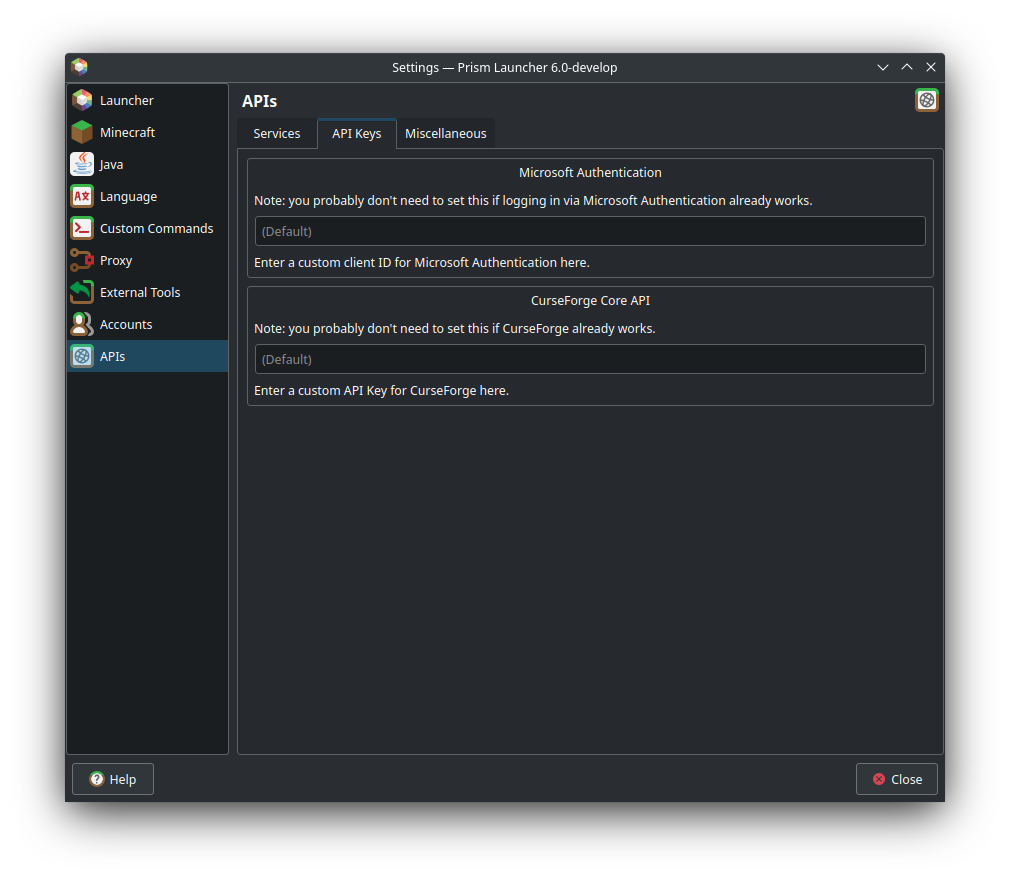 Settings — Prism Launcher 6.0-develop
Launcher
Minecraft
Java
Language
Custom Commands
Proxy
External Tools
Accounts
APIs
APIs
Services
API Keys
Miscellaneous
Microsoft Authentication
Note: you probably don't need to set this if logging in via Microsoft Authentication already works.
(Default)
Enter a custom client ID for Microsoft Authentication here.
CurseForge Core API
Note: you probably don't need to set this if CurseForge already works.
(Default)
Enter a custom API Key for CurseForge here.
Help
Close